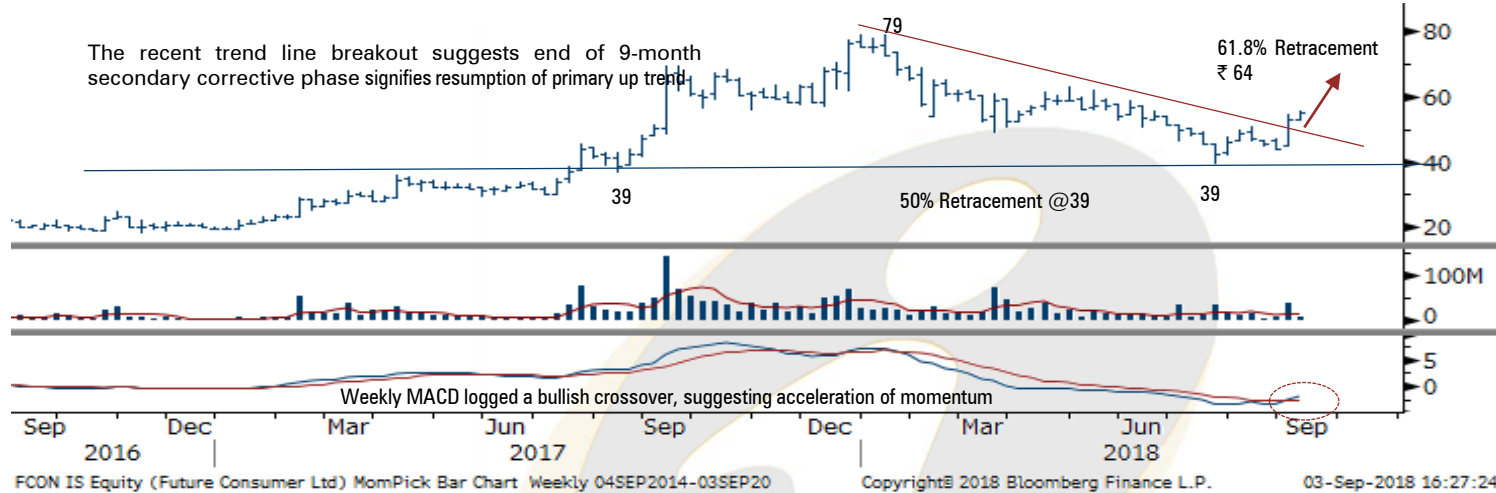 79
80
The recent trend line breakout suggests end of 9-month
secondary corrective phase signifies resumption of primary up trend
61.8% Retracement
₹ 64
60
40
39
50% Retracement @39
39
20
100M
0
5
0
Weekly MACD logged a bullish crossover, suggesting acceleration of momentum
Sep Dec Mar Jun Sep Dec Mar Jun Sep
2016 2017 2018
FCON IS Equity (Future Consumer Ltd) MomPick Bar Chart Weekly 04SEP2014-03SEP20 Copyright© 2018 Bloomberg Finance L.P. 03-Sep-2018 16:27:24